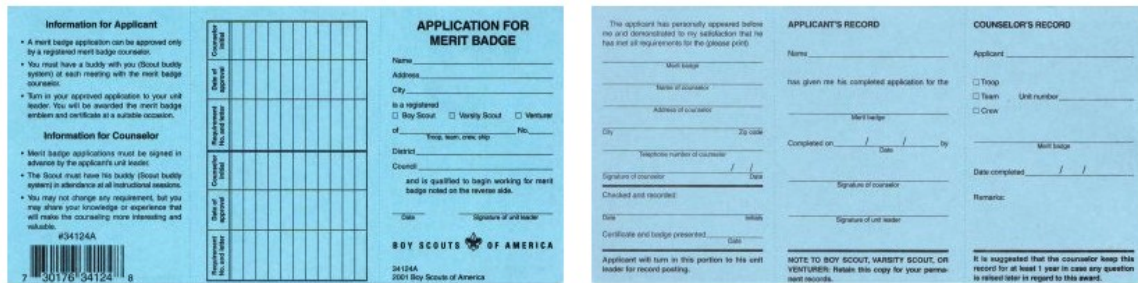 Information for Applicant
• A merit badge application can be approved only
by a registered merit badge counselor.
• You must have a buddy with you (Scout buddy
system) at each meeting with the merit badge
counselor.
• Turn in your approved application to your unit
leader. You will be awarded the merit badge
emblem and certificate at a suitable occasion.
Information for Counselor
• Merit badge applications must be signed in
advance by the applicant's unit leader.
• The Scout must have his buddy (Scout buddy
system) in attendance at all instructional sessions.
• You may not change any requirement, but you
may share your knowledge or experience that
will make the counseling more interesting and
valuable.
#34124A
7 30176 34124 8
Counselor
initial
Date of
approval
Requirement
No. and letter
Counselor
initial
Date of
approval
Requirement
No. and letter
APPLICATION FOR
MERIT BADGE
Name
Address
City
is a registered
☐ Boy Scout ☐ Varsity Scout ☐ Venturer
of No.
Troop, team, crew, ship
District
Council
and is qualified to begin working for merit
badge noted on the reverse side.
Date Signature of unit leader
BOY SCOUTS OF AMERICA
34124A
2001 Boy Scouts of America
The applicant has personally appeared before
me and demonstrated to my satisfaction that he
has met all requirements for the (please print)
Merit badge
Name of counselor
Address of counselor
City Zip code
Telephone number of counselor
/ /
Signature of counselor Date
Checked and recorded:
Date Initials
Certificate and badge presented
Date
Applicant will turn in this portion to his unit
leader for record posting.
APPLICANT'S RECORD
Name
has given me his completed application for the
Merit badge
Completed on / / by
Date
Signature of counselor
Signature of unit leader
NOTE TO BOY SCOUT, VARSITY SCOUT, OR
VENTURER: Retain this copy for your perma-
nent records.
COUNSELOR'S RECORD
Applicant
☐ Troop
☐ Team Unit number
☐ Crew
Merit badge
Date completed / /
Remarks:
It is suggested that the counselor keep this
record for at least 1 year in case any question
is raised later in regard to this award.